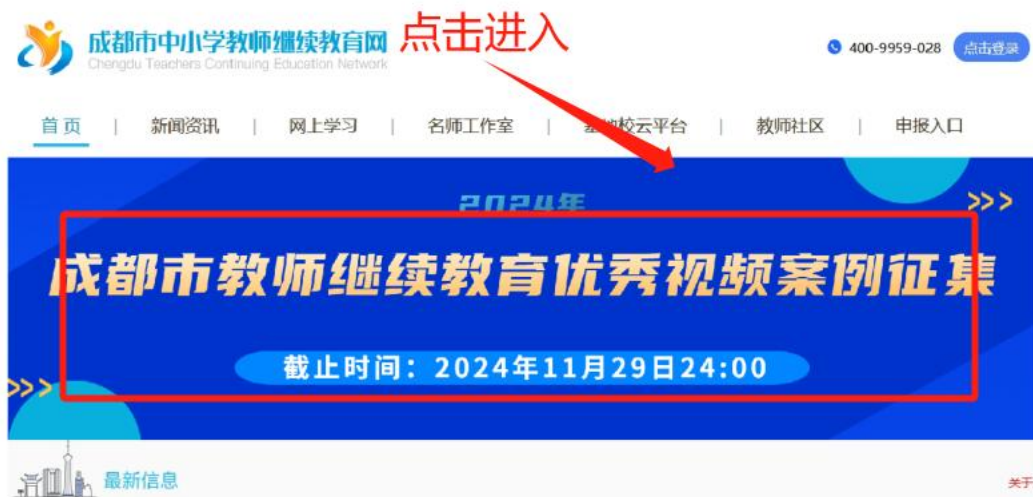 成都市中小学教师继续教育网
Chengdu Teachers Continuing Education Network
点击进入
400-9959-028
点击登录
首页 | 新闻资讯 | 网上学习 | 名师工作室 | 基地校云平台 | 教师社区 | 申报入口
2024年
>>>
成都市教师继续教育优秀视频案例征集
截止时间：2024年11月29日24:00
>>>
最新信息
关于